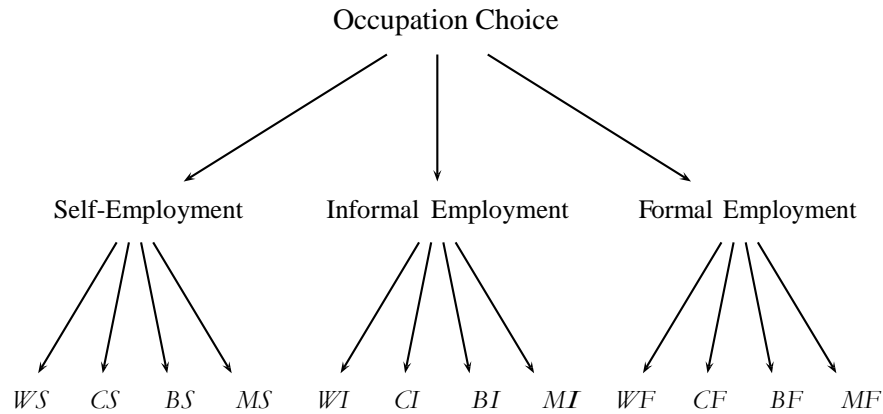 Occupation Choice
Self-Employment Informal Employment Formal Employment
WS CS BS MS WI CI BI MI WF CF BF MF